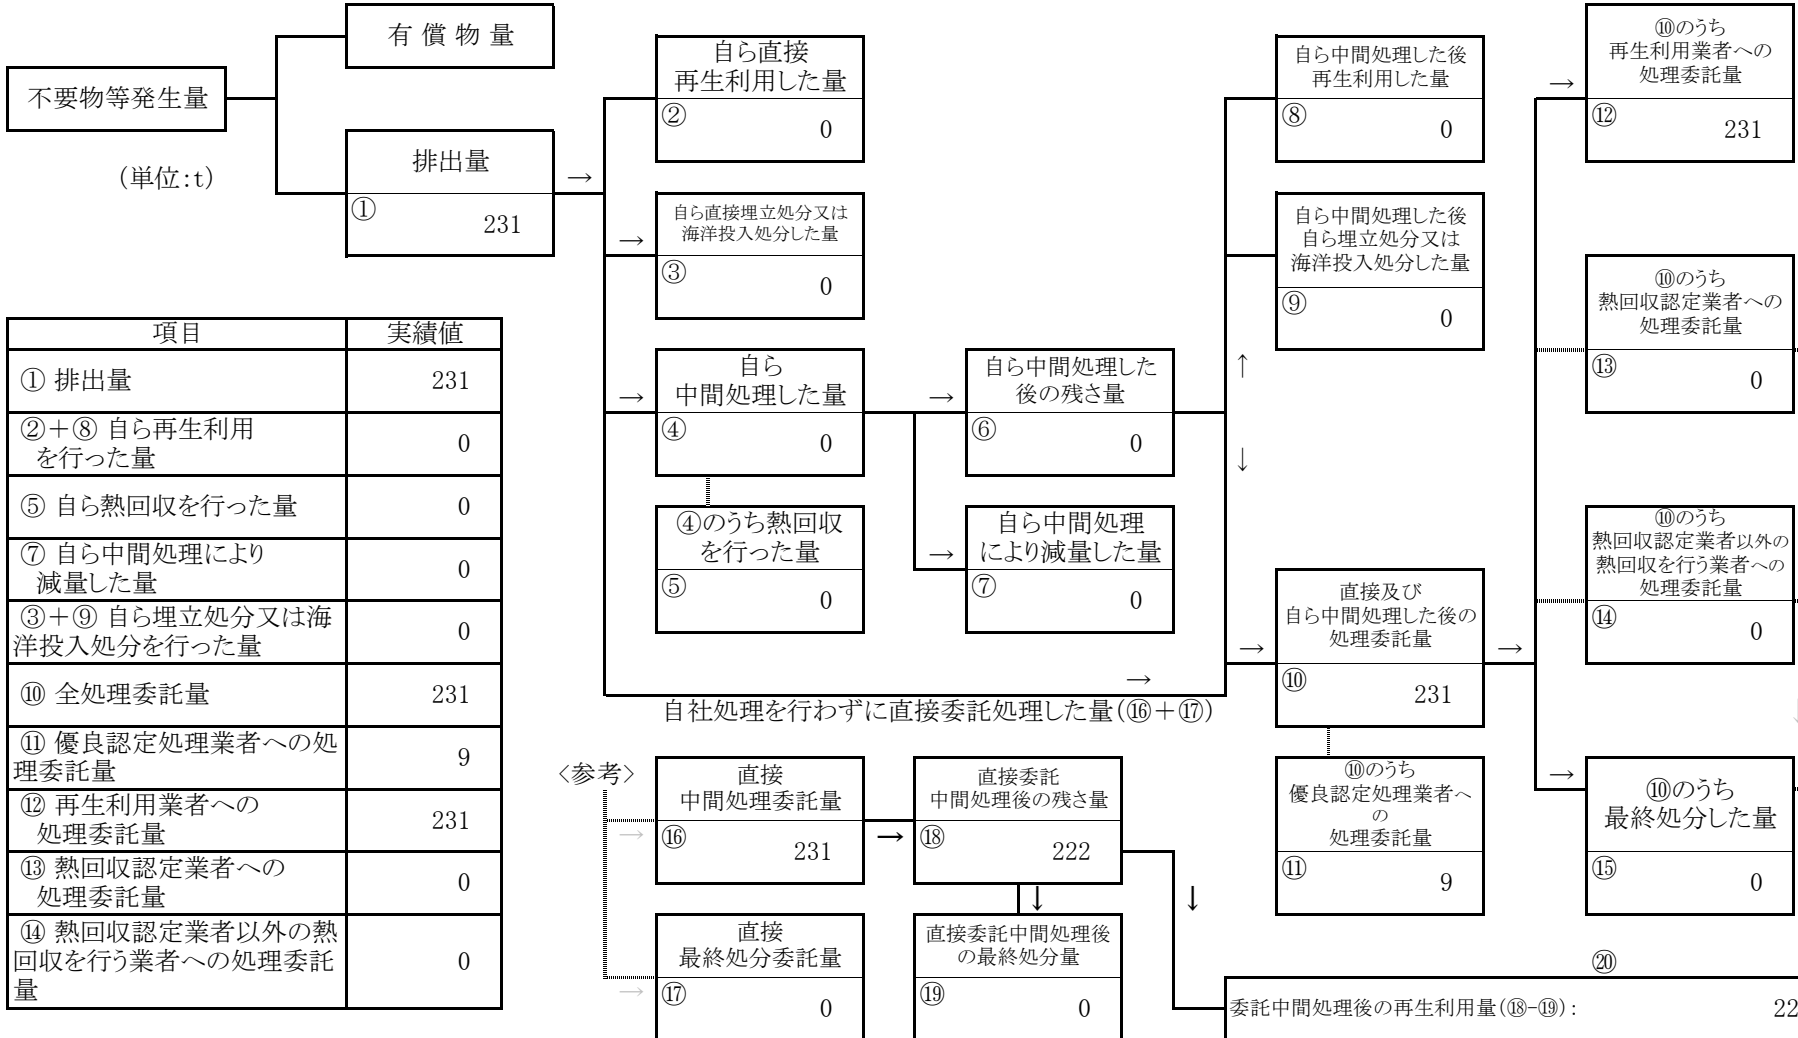 有 償 物 量
不要物等発生量
(単位:t)
排出量
①
231
→
自ら直接
再生利用した量
②
0
→
自ら直接埋立処分又は
海洋投入処分した量
③
0
→
自ら
中間処理した量
④
0
④のうち熱回収
を行った量
⑤
0
→
自ら中間処理した
後の残さ量
⑥
0
→
自ら中間処理
により減量した量
⑦
0
自ら中間処理した後
再生利用した量
⑧
0
自ら中間処理した後
自ら埋立処分又は
海洋投入処分した量
⑨
0
↑
↓
→
自社処理を行わずに直接委託処理した量(⑯+⑰)
→
直接及び
自ら中間処理した後の
処理委託量
⑩
231
→
⑩のうち
優良認定処理業者へ
の
処理委託量
⑪
9
→
⑩のうち
再生利用業者への
処理委託量
⑫
231
⑩のうち
熱回収認定業者への
処理委託量
⑬
0
⑩のうち
熱回収認定業者以外の
熱回収を行う業者への
処理委託量
⑭
0
→
⑩のうち
最終処分した量
⑮
0
項目 実績値
① 排出量 231
②+⑧ 自ら再生利用
を行った量 0
⑤ 自ら熱回収を行った量 0
⑦ 自ら中間処理により
減量した量 0
③+⑨ 自ら埋立処分又は海
洋投入処分を行った量 0
⑩ 全処理委託量 231
⑪ 優良認定処理業者への処
理委託量 9
⑫ 再生利用業者への
処理委託量 231
⑬ 熱回収認定業者への
処理委託量 0
⑭ 熱回収認定業者以外の熱
回収を行う業者への処理委託
量 0
<参考>
→
直接
中間処理委託量
⑯
231
→
直接委託
中間処理後の残さ量
⑱
222
↓
↓
→
直接
最終処分委託量
⑰
0
直接委託中間処理後
の最終処分量
⑲
0
⑳
委託中間処理後の再生利用量(⑱-⑲): 22